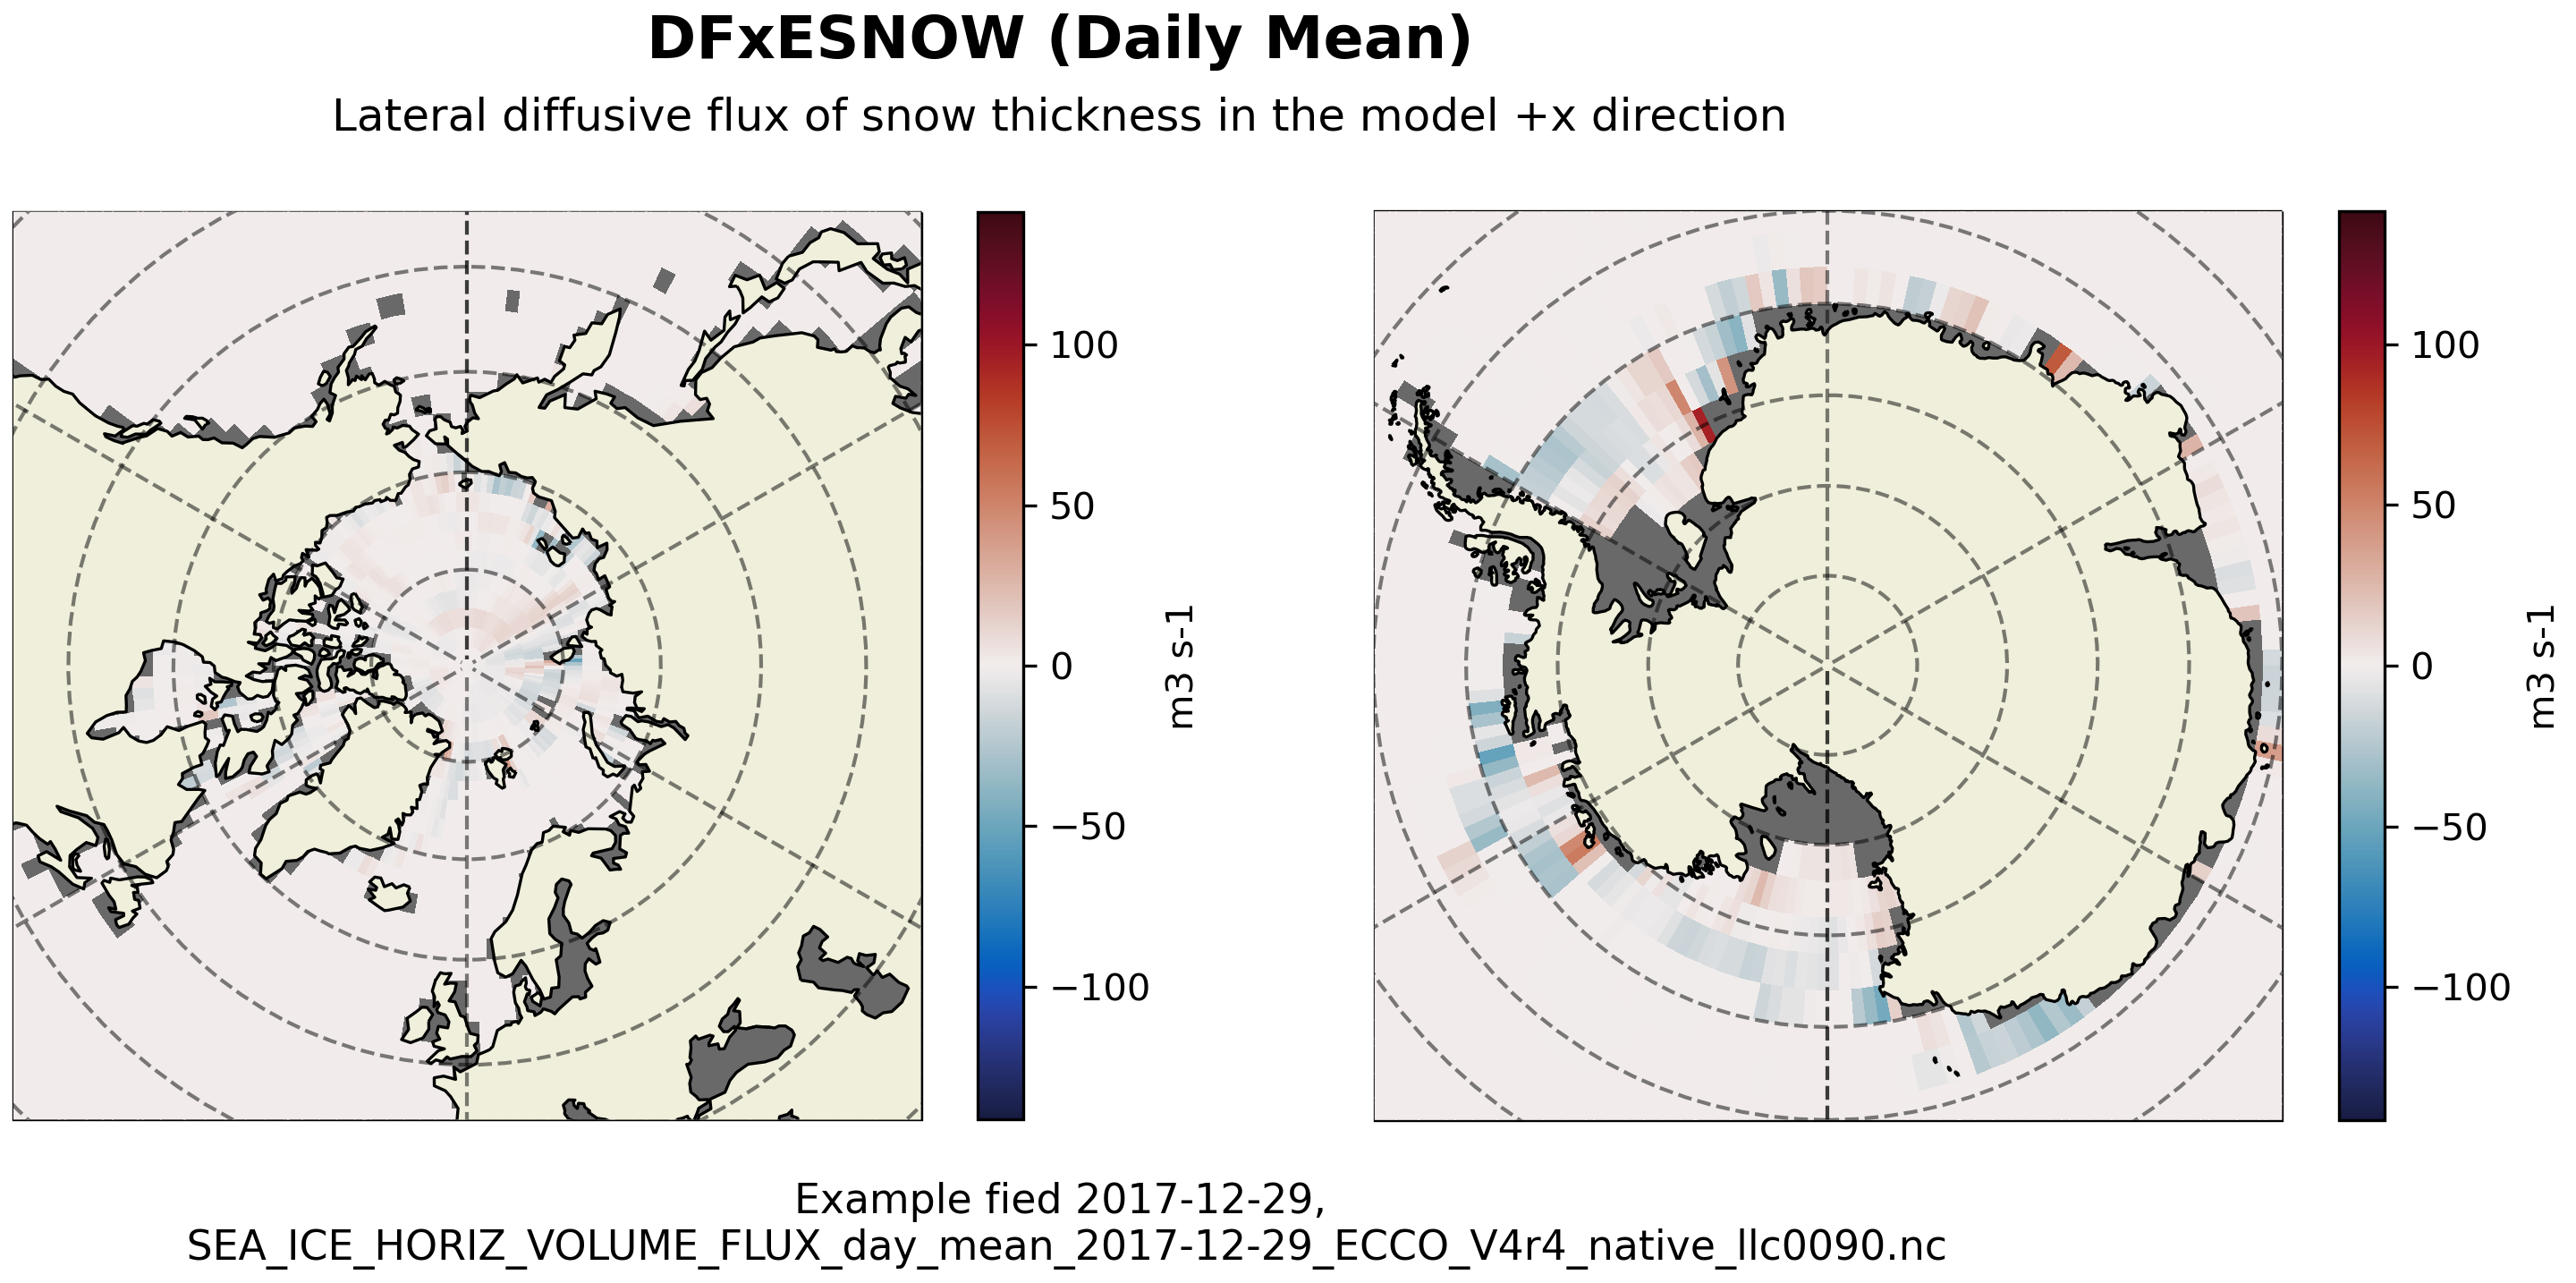 DFxESNOW (Daily Mean)
Lateral diffusive flux of snow thickness in the model +x direction
100
50
0
−50
−100
m3 s-1
100
50
0
−50
−100
m3 s-1
Example fied 2017-12-29,
SEA_ICE_HORIZ_VOLUME_FLUX_day_mean_2017-12-29_ECCO_V4r4_native_llc0090.nc